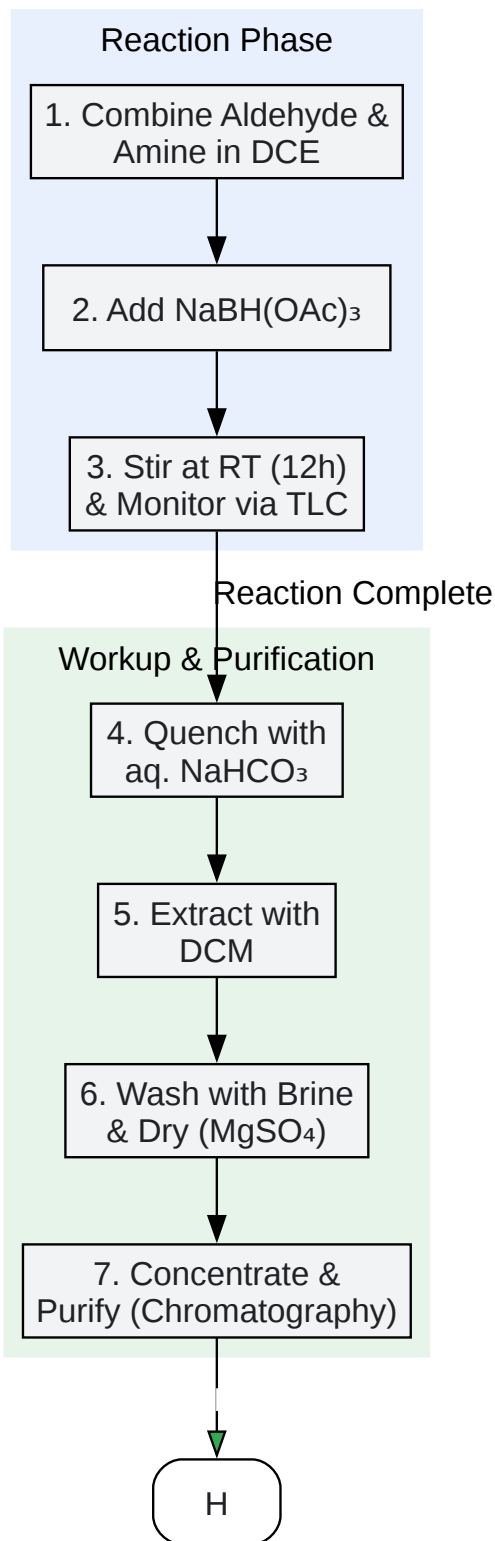 Reaction Phase
1. Combine Aldehyde &
Amine in DCE
2. Add NaBH(OAc)₃
3. Stir at RT (12h)
& Monitor via TLC
Reaction Complete
Workup & Purification
4. Quench with
aq. NaHCO₃
5. Extract with
DCM
6. Wash with Brine
& Dry (MgSO₄)
7. Concentrate &
Purify (Chromatography)
H